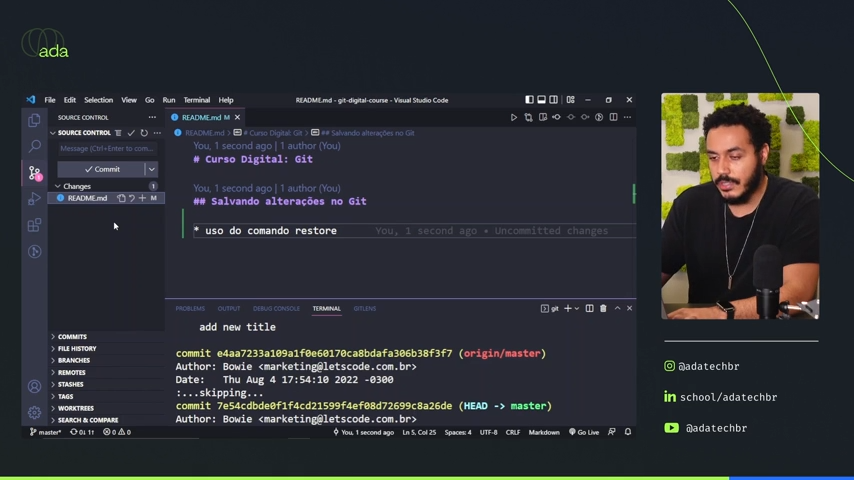 ada
File Edit Selection View Go Run Terminal Help
README.md - git-digital-course - Visual Studio Code
SOURCE CONTROL
README.md M
SOURCE CONTROL
README.md > # Curso Digital: Git > ## Salvando alterações no Git
Message (Ctrl+Enter to com...
You, 1 second ago | 1 author (You)
# Curso Digital: Git
Commit
Changes 1
You, 1 second ago | 1 author (You)
README.md M
## Salvando alterações no Git
* uso do comando restore You, 1 second ago • Uncommitted changes
PROBLEMS OUTPUT DEBUG CONSOLE TERMINAL GITLENS git
add new title
COMMITS
FILE HISTORY
BRANCHES
REMOTES
STASHES
TAGS
WORKTREES
SEARCH & COMPARE
commit e4aa7233a109a1f0e60170ca8bdafa306b38f3f7 (origin/master)
Author: Bowie <marketing@letscode.com.br>
Date: Thu Aug 4 17:54:10 2022 -0300
:...skipping...
commit 7e54cdbde0f1f4cd21599f4ef08d72699c8a26de (HEAD -> master)
Author: Bowie <marketing@letscode.com.br>
master* 0↓ 1↑ 0 0 You, 1 second ago Ln 5, Col 25 Spaces: 4 UTF-8 CRLF Markdown Go Live
@adatechbr
school/adatechbr
@adatechbr